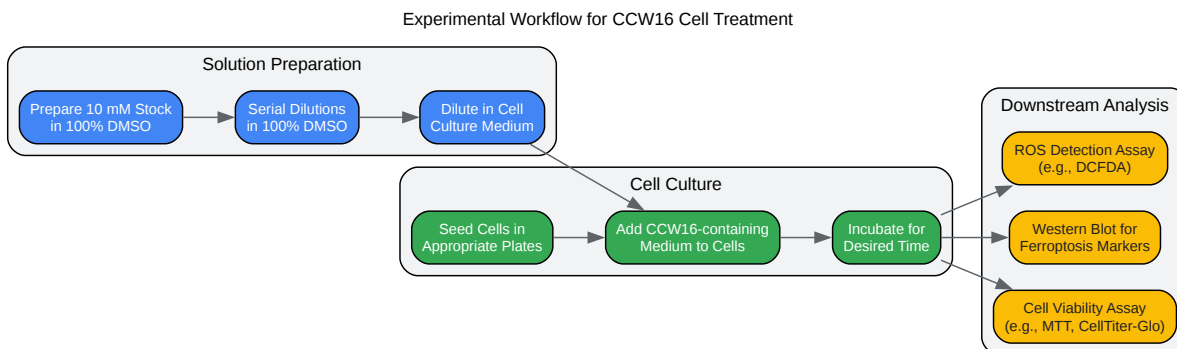 Experimental Workflow for CCW16 Cell Treatment
Solution Preparation
Prepare 10 mM Stock
in 100% DMSO
Serial Dilutions
in 100% DMSO
Dilute in Cell
Culture Medium
Cell Culture
Seed Cells in
Appropriate Plates
Add CCW16-containing
Medium to Cells
Incubate for
Desired Time
Downstream Analysis
ROS Detection Assay
(e.g., DCFDA)
Western Blot for
Ferroptosis Markers
Cell Viability Assay
(e.g., MTT, CellTiter-Glo)